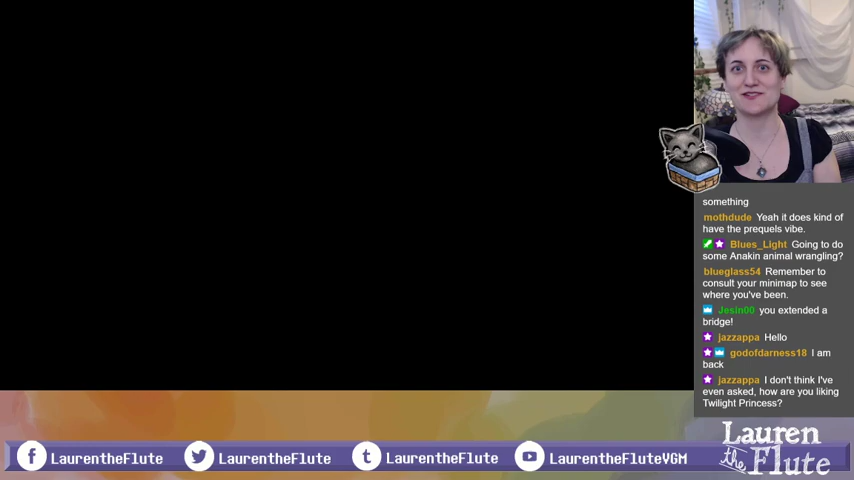 something
mothdude Yeah it does kind of
have the prequels vibe.
Blues_Light Going to do
some Anakin animal wrangling?
blueglass54 Remember to
consult your minimap to see
where you've been.
Jesin00 you extended a
bridge!
jazzappa Hello
godofdarness18 I am
back
jazzappa I don't think I've
even asked, how are you liking
Twilight Princess?
Lauren
the Flute
LaurentheFlute
LaurentheFlute
LaurentheFlute
LaurentheFluteVGM